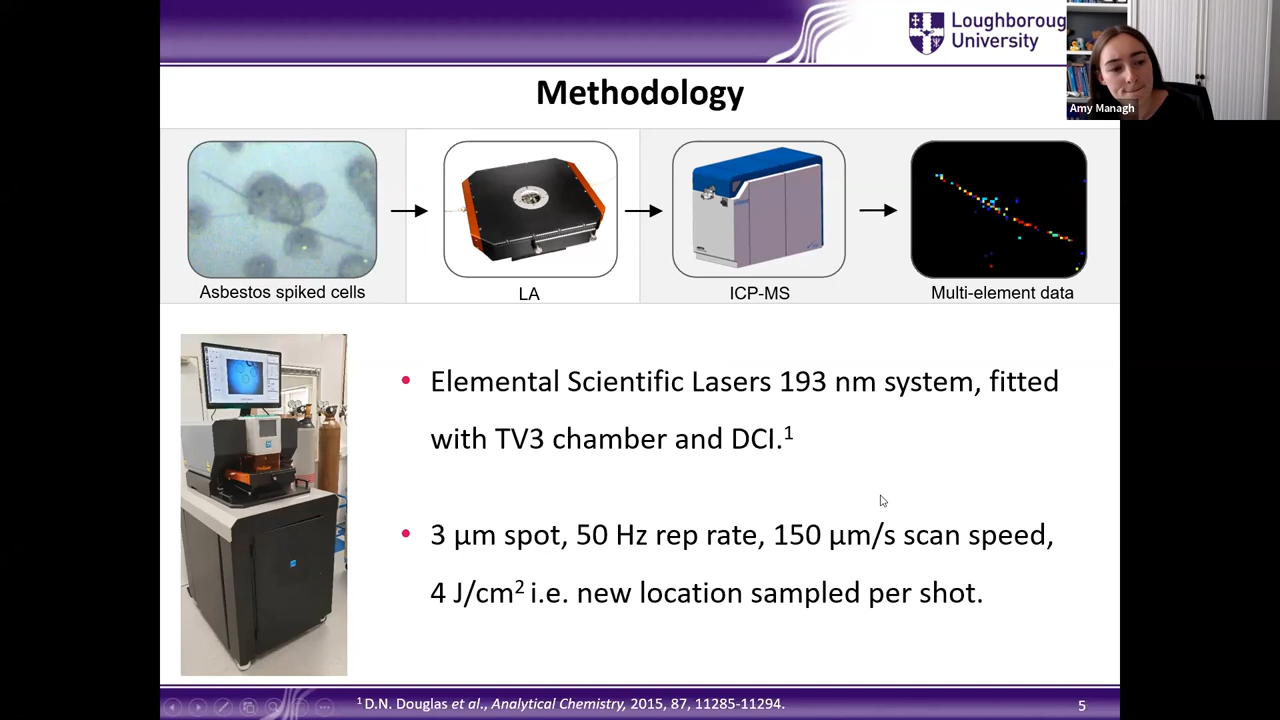 Loughboroug
University
Amy Managh
Methodology
Asbestos spiked cells
LA
ICP-MS
Multi-element data
• Elemental Scientific Lasers 193 nm system, fitted
with TV3 chamber and DCI.¹
• 3 µm spot, 50 Hz rep rate, 150 µm/s scan speed,
4 J/cm² i.e. new location sampled per shot.
¹ D.N. Douglas et al., Analytical Chemistry, 2015, 87, 11285-11294.
5